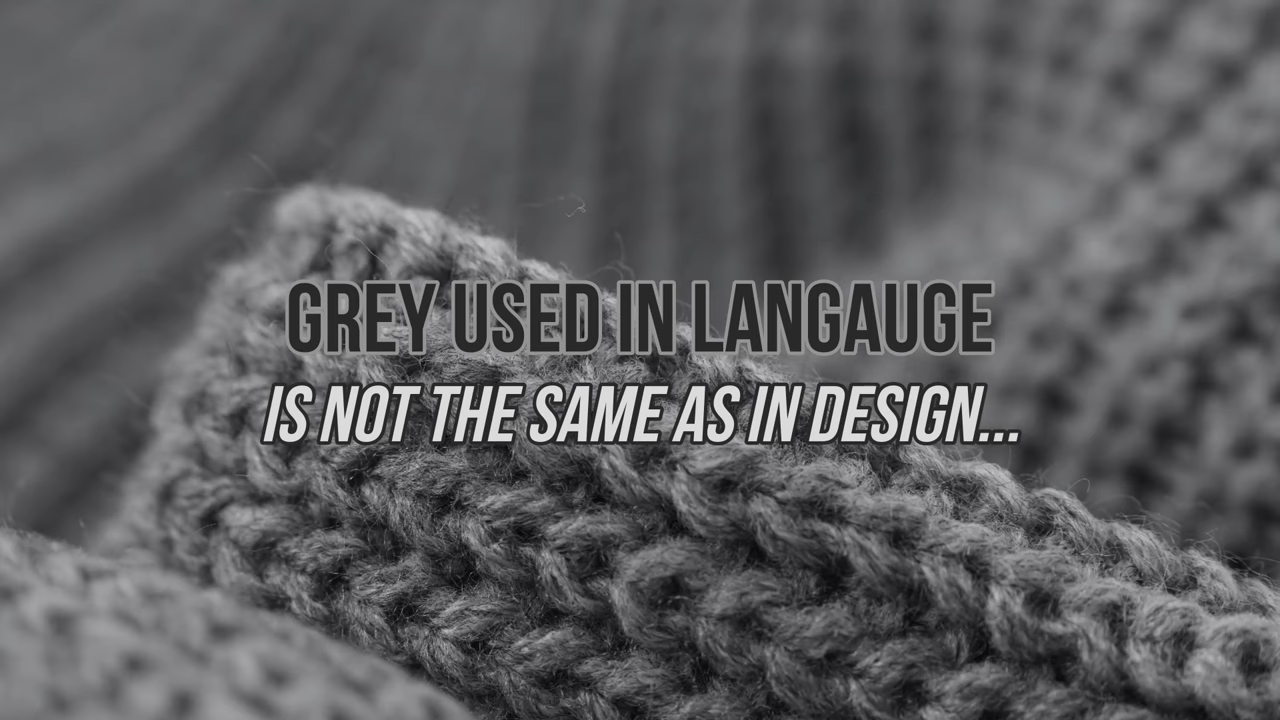 GREY USED IN LANGAUGE
IS NOT THE SAME AS IN DESIGN...